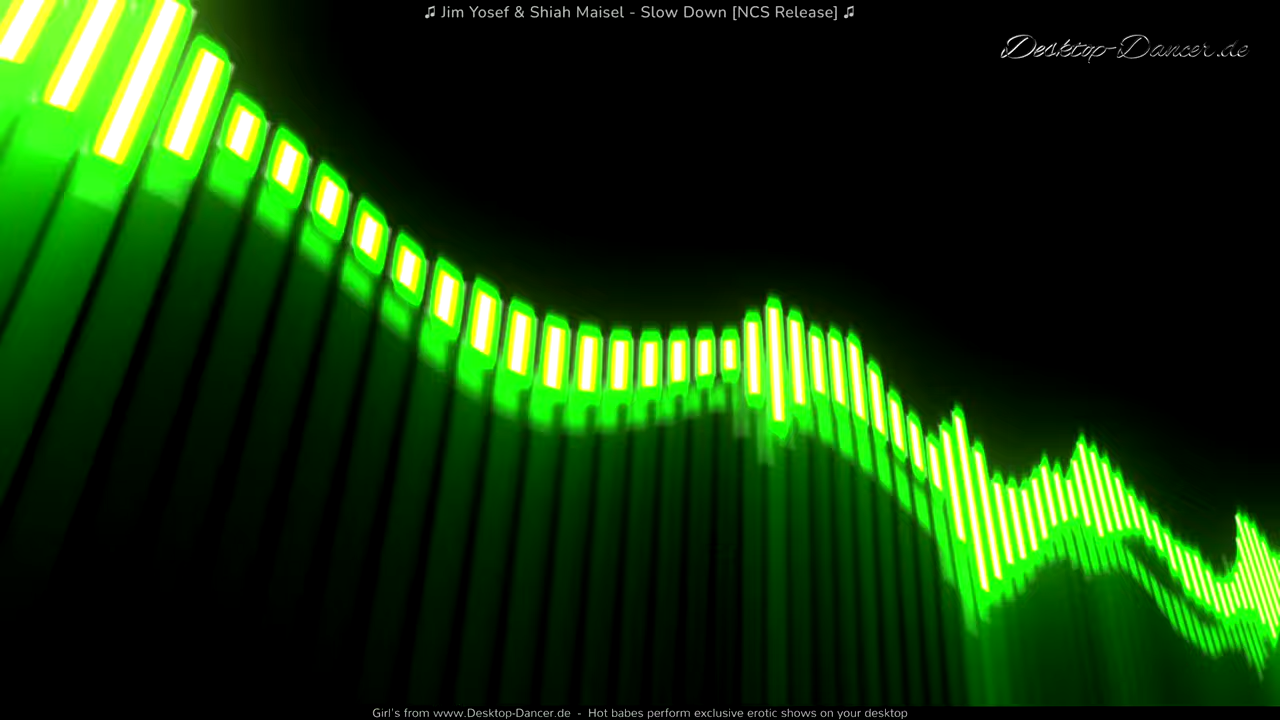 ♫ Jim Yosef & Shiah Maisel - Slow Down [NCS Release] ♫
Desktop-Dancer.de
Girl's from www.Desktop-Dancer.de - Hot babes perform exclusive erotic shows on your desktop